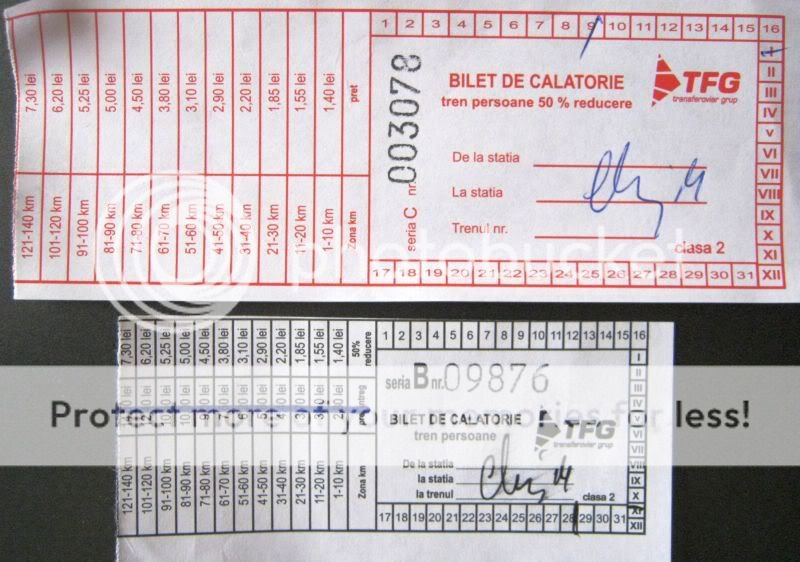 1 2 3 4 5 6 7 8 9 10 11 12 13 14 15 16
7,30 lei 6,20 lei 5,25 lei 5,00 lei 4,50 lei 3,80 lei 3,10 lei 2,90 lei 2,20 lei 1,85 lei 1,55 lei 1,40 lei pret
121-140 km 101-120 km 91-100 km 81-90 km 71-80 km 61-70 km 51-60 km 41-50 km 31-40 km 21-30 km 11-20 km 1-10 km Zona km
seria C nr. 003078
BILET DE CALATORIE
tren persoane 50 % reducere
TFG
transferoviar grup
De la statia
La statia
Cluj 14
Trenul nr.
clasa 2
II III IV V VI VII VIII IX X XI XII
17 18 19 20 21 22 23 24 25 26 27 28 29 30 31
photobucket
1 2 3 4 5 6 7 8 9 10 11 12 13 14 15 16
7,30 lei 6,20 lei 5,25 lei 5,00 lei 4,50 lei 3,80 lei 3,10 lei 2,90 lei 2,20 lei 1,85 lei 1,55 lei 1,40 lei 50% reducere
121-140 km 101-120 km 91-100 km 81-90 km 71-80 km 61-70 km 51-60 km 41-50 km 31-40 km 21-30 km 11-20 km 1-10 km Zona km
seria B nr. 09876
BILET DE CALATORIE
tren persoane
TFG
transferoviar grup
De la statia
la statia
Cluj 14
la trenul
clasa 2
I II III IV V VI VII VIII IX X XI XII
17 18 19 20 21 22 23 24 25 26 27 28 29 30 31
Protect more of your memories for less!